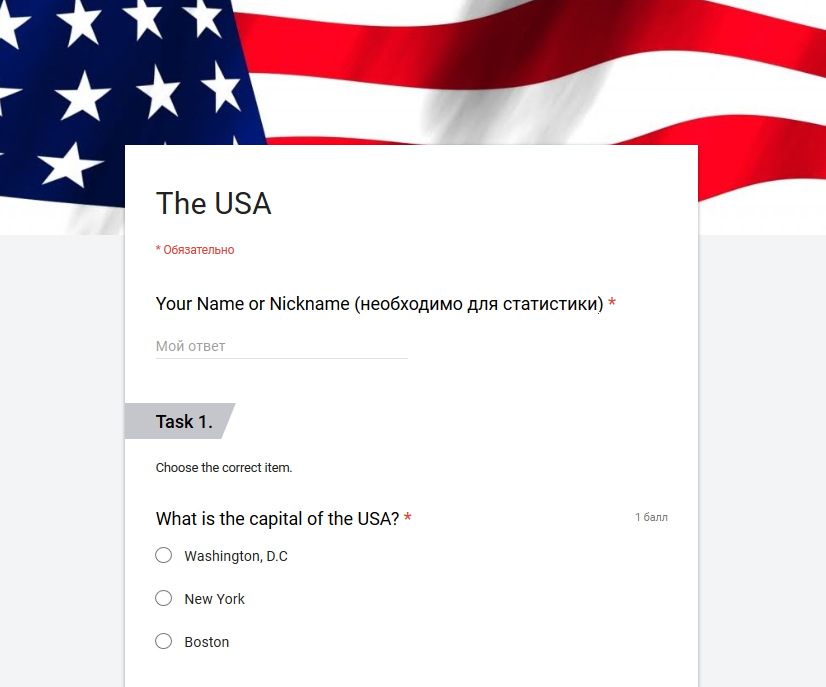 The USA
* Обязательно
Your Name or Nickname (необходимо для статистики) *
Мой ответ
Task 1.
Choose the correct item.
What is the capital of the USA? *
1 балл
Washington, D.C
New York
Boston